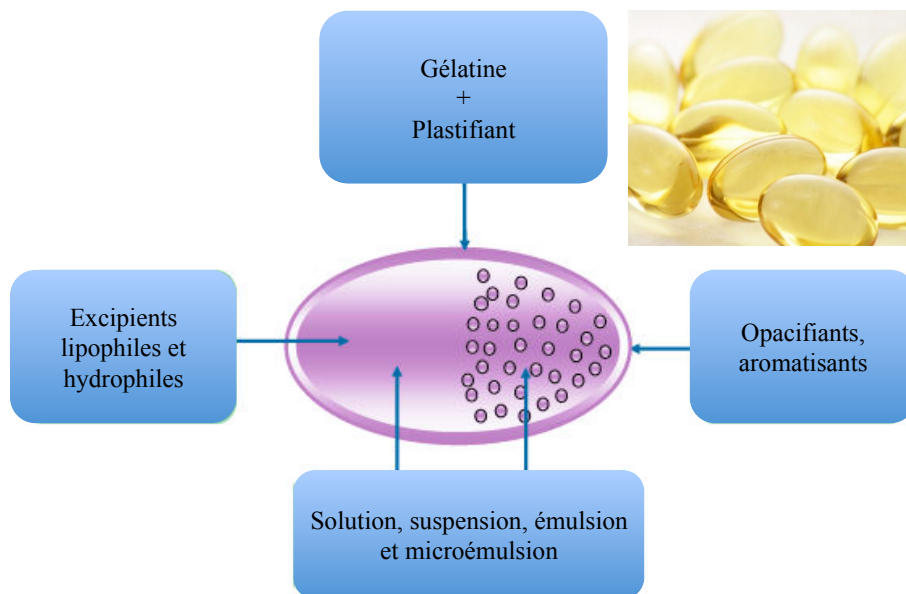 Gélatine
+
Plastifiant
Excipients
lipophiles et
hydrophiles
Opacifiants,
aromatisants
Solution, suspension, émulsion
et microémulsion